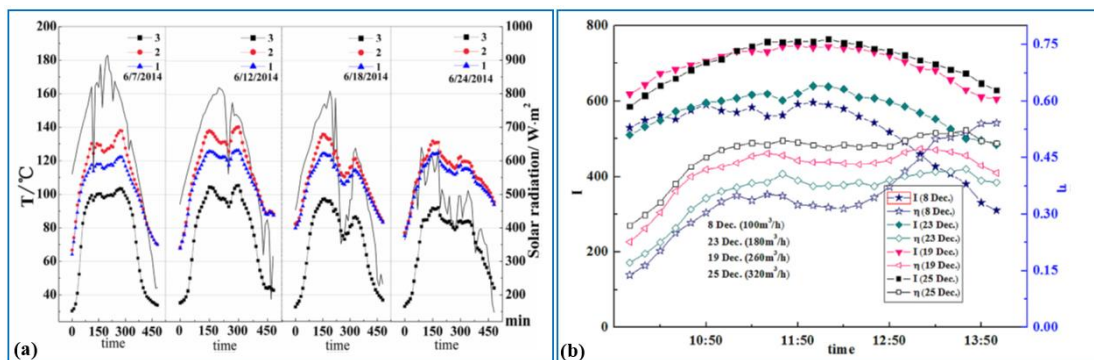 200
180
160
140
120
100
80
60
40
T/℃
3
2
1
6/7/2014
3
2
1
6/12/2014
3
2
1
6/18/2014
3
2
1
6/24/2014
1000
900
800
700
600
500
400
300
200
100
Solar radiation/ W·m²
0 150 300 450 0 150 300 450 0 150 300 450 0 150 300 450
min
time time time time
(a)
800
600
400
200
0
I
0.75
0.60
0.45
0.30
0.15
0.00
η
8 Dec. (100m³/h)
23 Dec. (180m³/h)
19 Dec. (260m³/h)
25 Dec. (320m³/h)
I (8 Dec.)
η (8 Dec.)
I (23 Dec.)
η (23 Dec.)
I (19 Dec.)
η (19 Dec.)
I (25 Dec.)
η (25 Dec.)
10:50 11:50 12:50 13:50
time
(b)